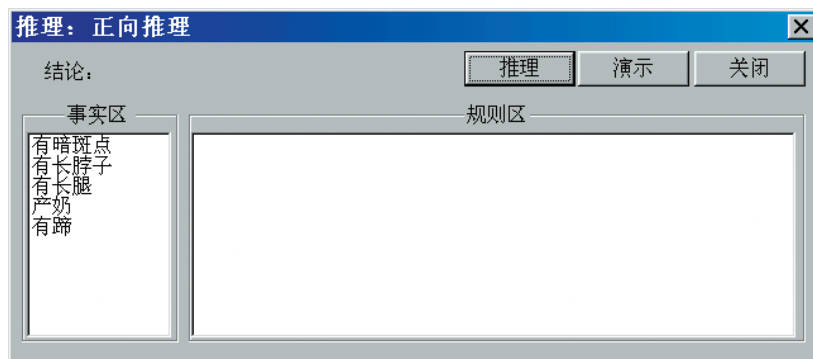 推理：正向推理
结论：
推理 演示 关闭
事实区 规则区
有暗斑点
有长脖子
有长腿
产奶
有蹄